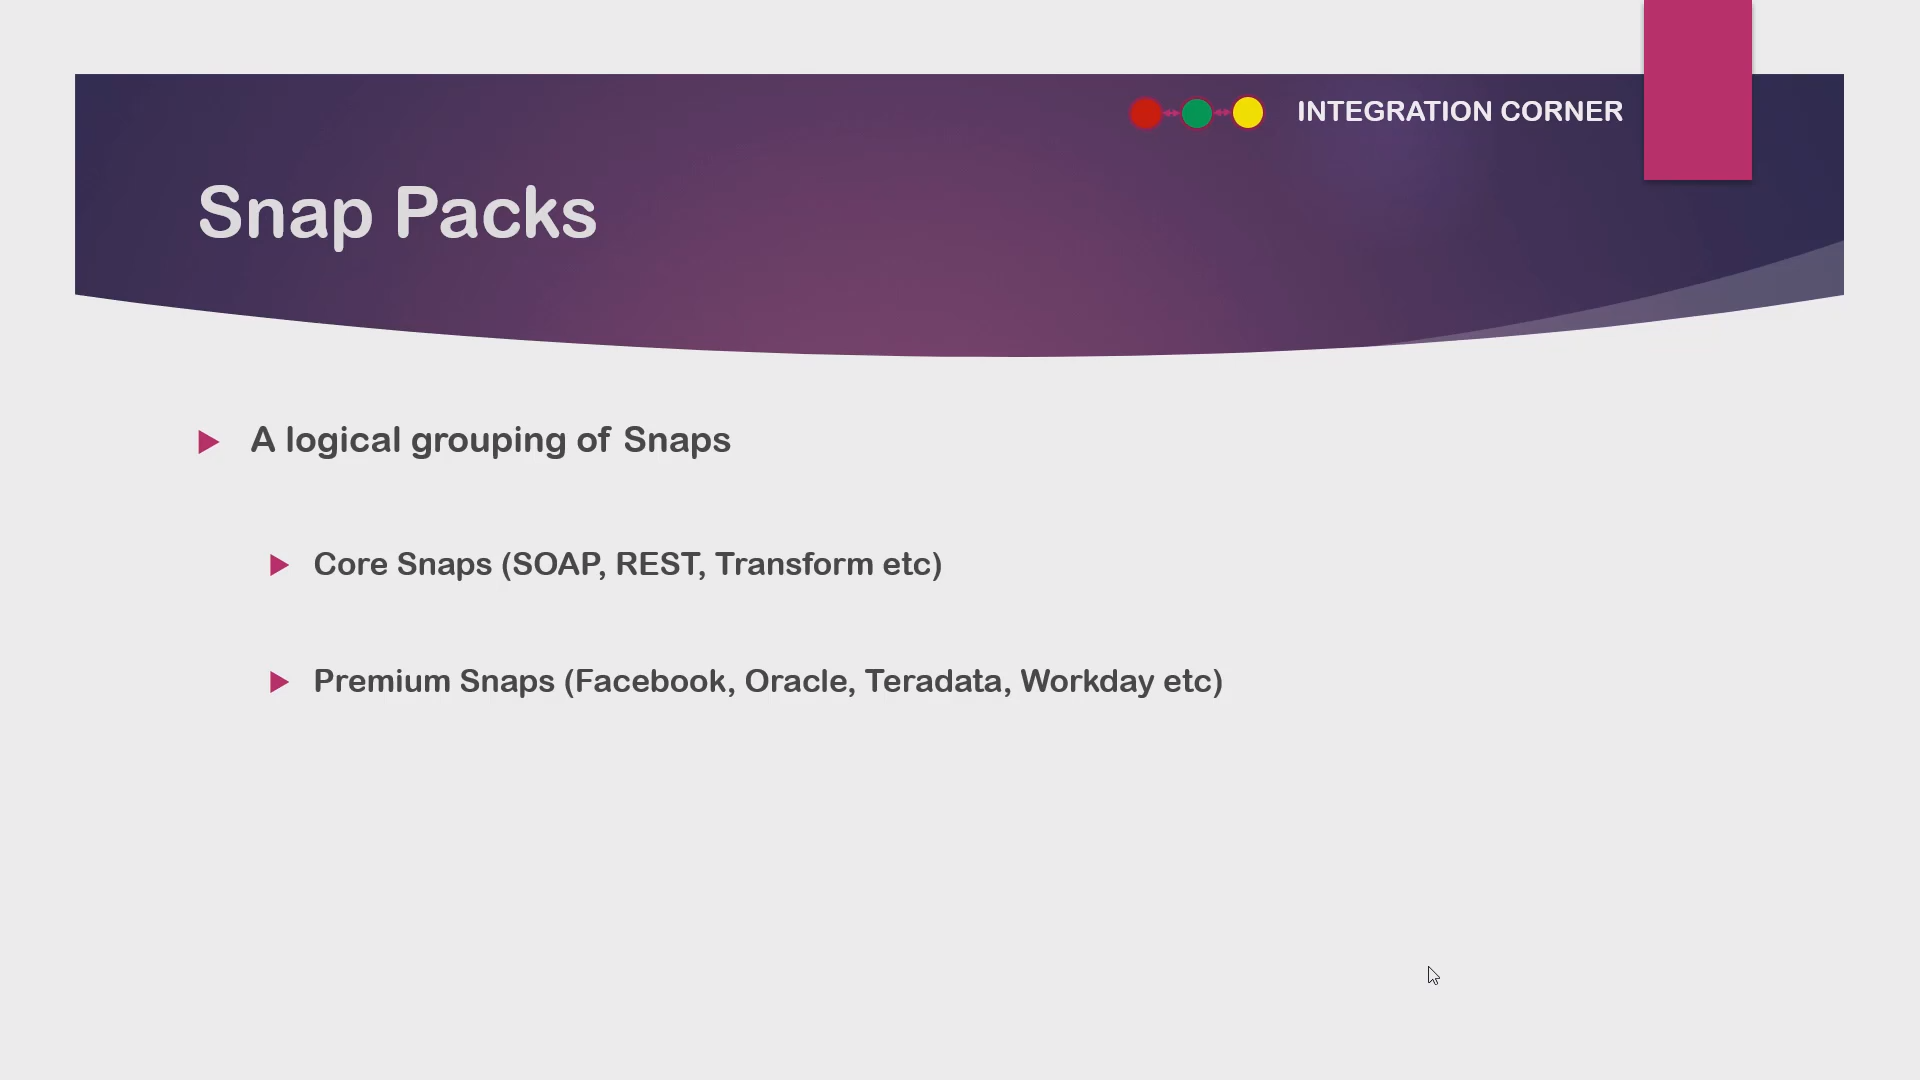 INTEGRATION CORNER
Snap Packs
A logical grouping of Snaps
Core Snaps (SOAP, REST, Transform etc)
Premium Snaps (Facebook, Oracle, Teradata, Workday etc)